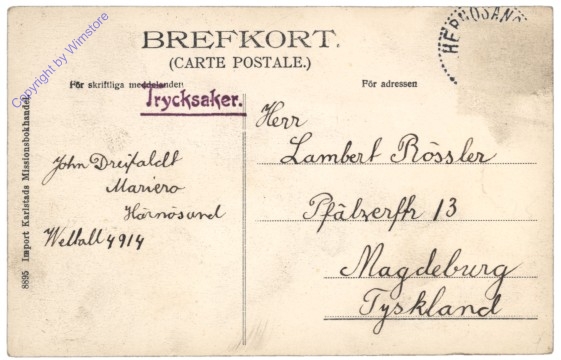 BREFKORT.
(CARTE POSTALE.)
HERNOSAND
Copyright by Wimstore
För skriftliga meddelanden
För adressen
Trycksaker.
Herr
Lambert Rössler
Pfälzerstr 13
Magdeburg
Tyskland
John Dreifaldt
Mariero
Härnösand
Weltall 4914
8895 Import Karlstads Missionsbokhandel